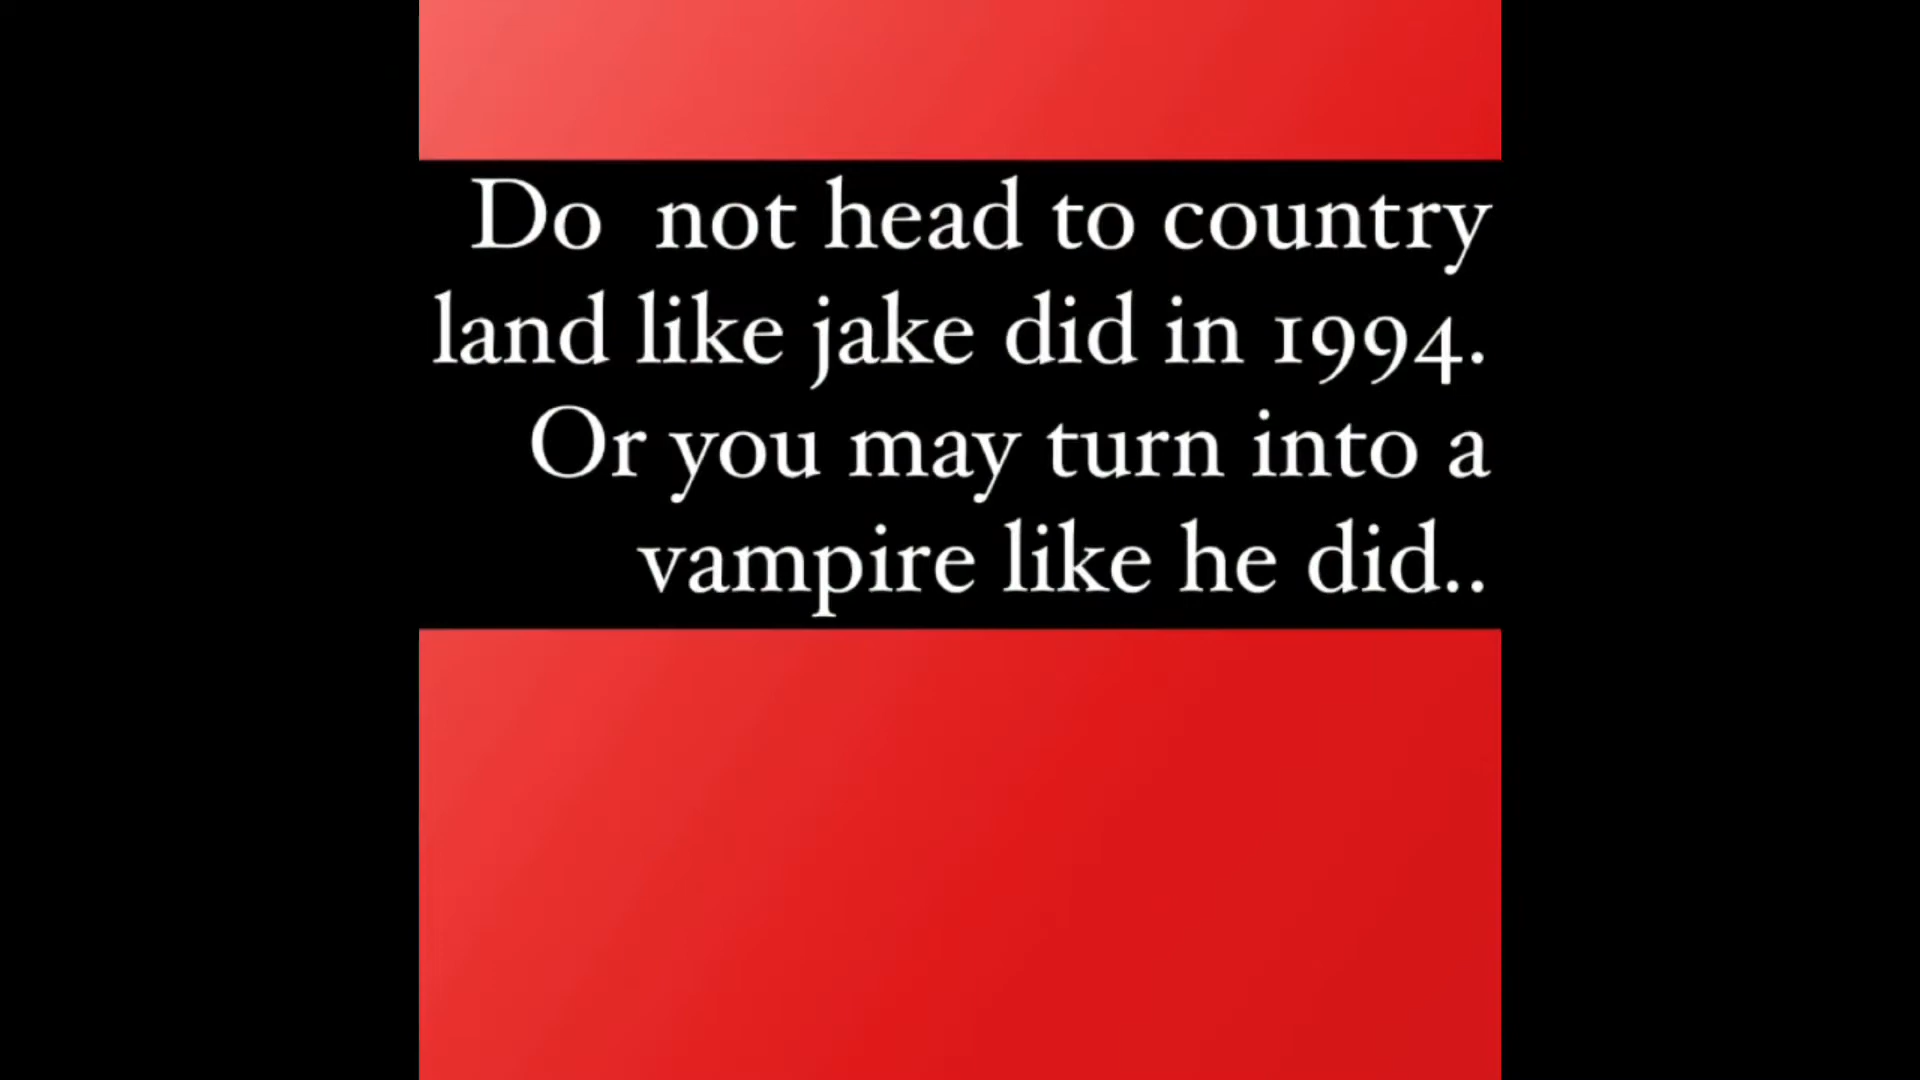 Do  not head to country
land like jake did in 1994.
Or you may turn into a
vampire like he did..